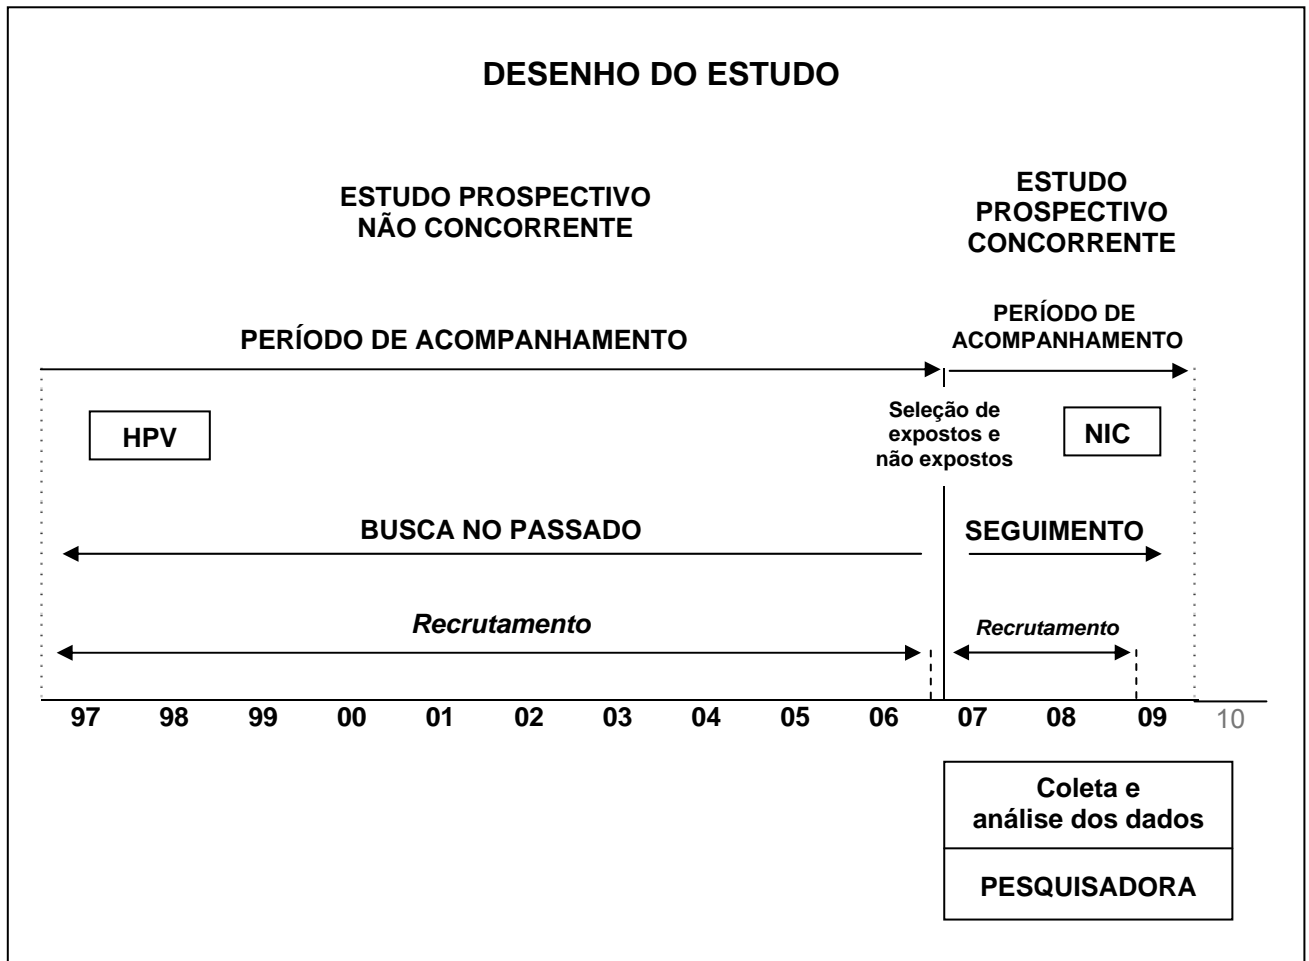 DESENHO DO ESTUDO
ESTUDO PROSPECTIVO
NÃO CONCORRENTE
ESTUDO
PROSPECTIVO
CONCORRENTE
PERÍODO DE ACOMPANHAMENTO
PERÍODO DE
ACOMPANHAMENTO
HPV
Seleção de
expostos e
não expostos
NIC
BUSCA NO PASSADO
SEGUIMENTO
Recrutamento
Recrutamento
97 98 99 00 01 02 03 04 05 06 07 08 09 10
Coleta e
análise dos dados
PESQUISADORA